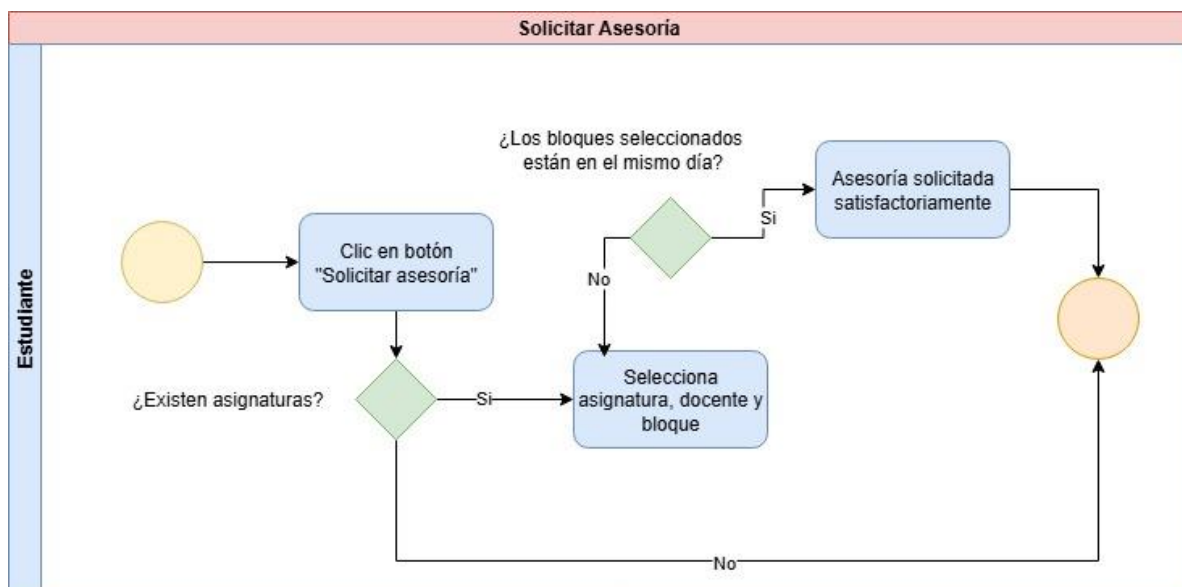 Solicitar Asesoría
Estudiante
¿Los bloques seleccionados
están en el mismo día?
Asesoría solicitada
satisfactoriamente
Si
Clic en botón
"Solicitar asesoría"
No
¿Existen asignaturas?
Si
Selecciona
asignatura, docente y
bloque
No